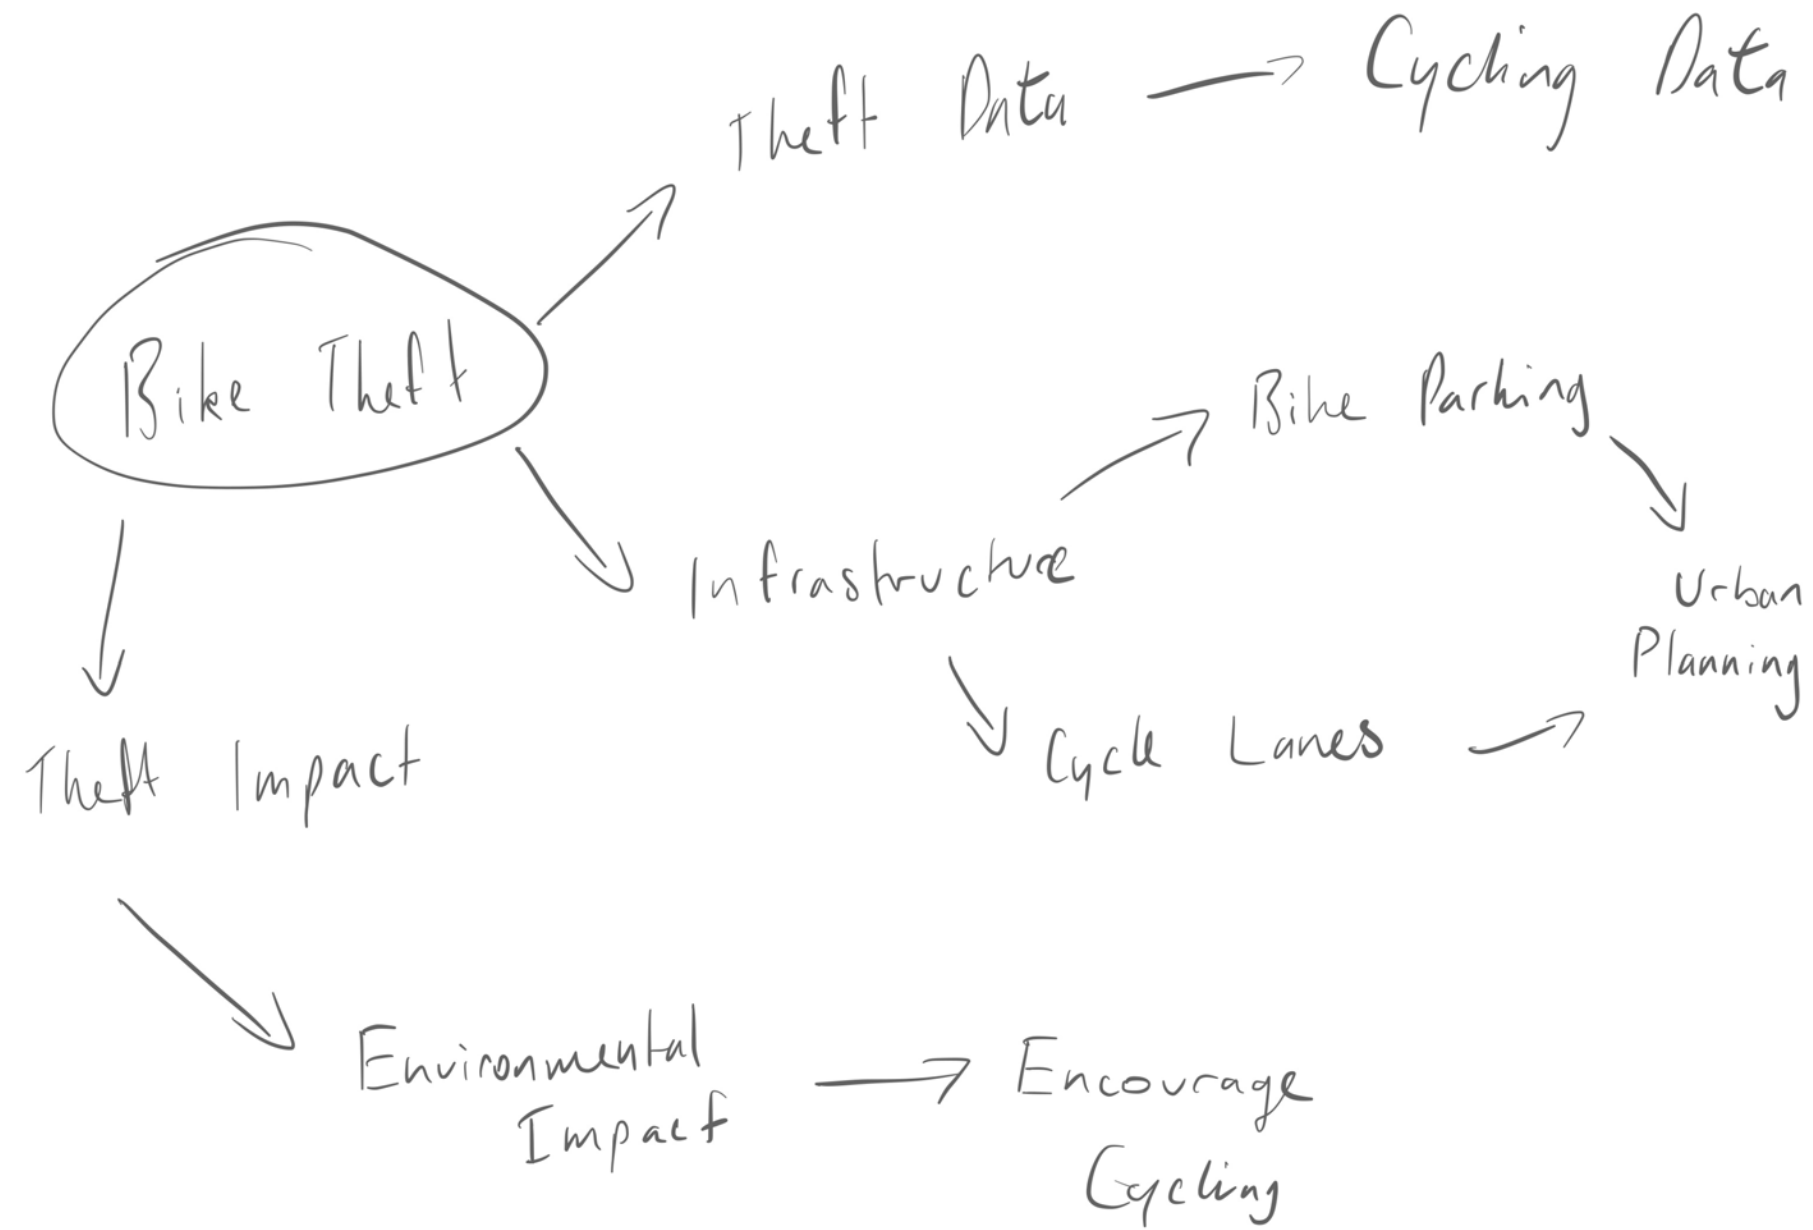 Theft Data
Cycling Data
Bike Theft
Bike Parking
Infrastructure
Urban
Planning
Cycle Lanes
Theft Impact
Environmental
Impact
Encourage
Cycling